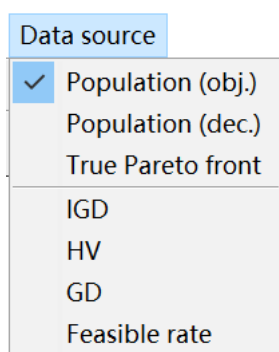 Data source
Population (obj.)
Population (dec.)
True Pareto front
IGD
HV
GD
Feasible rate